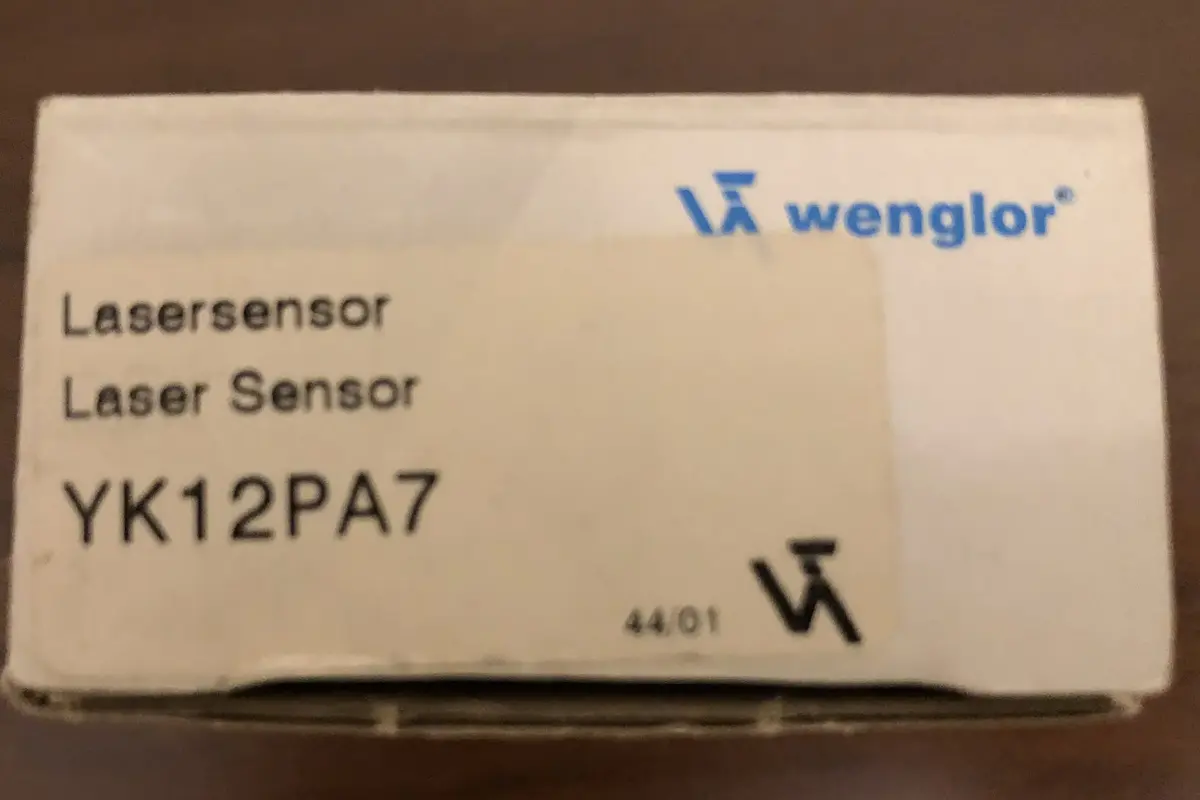 wenglor®
Lasersensor
Laser Sensor
YK12PA7
44/01